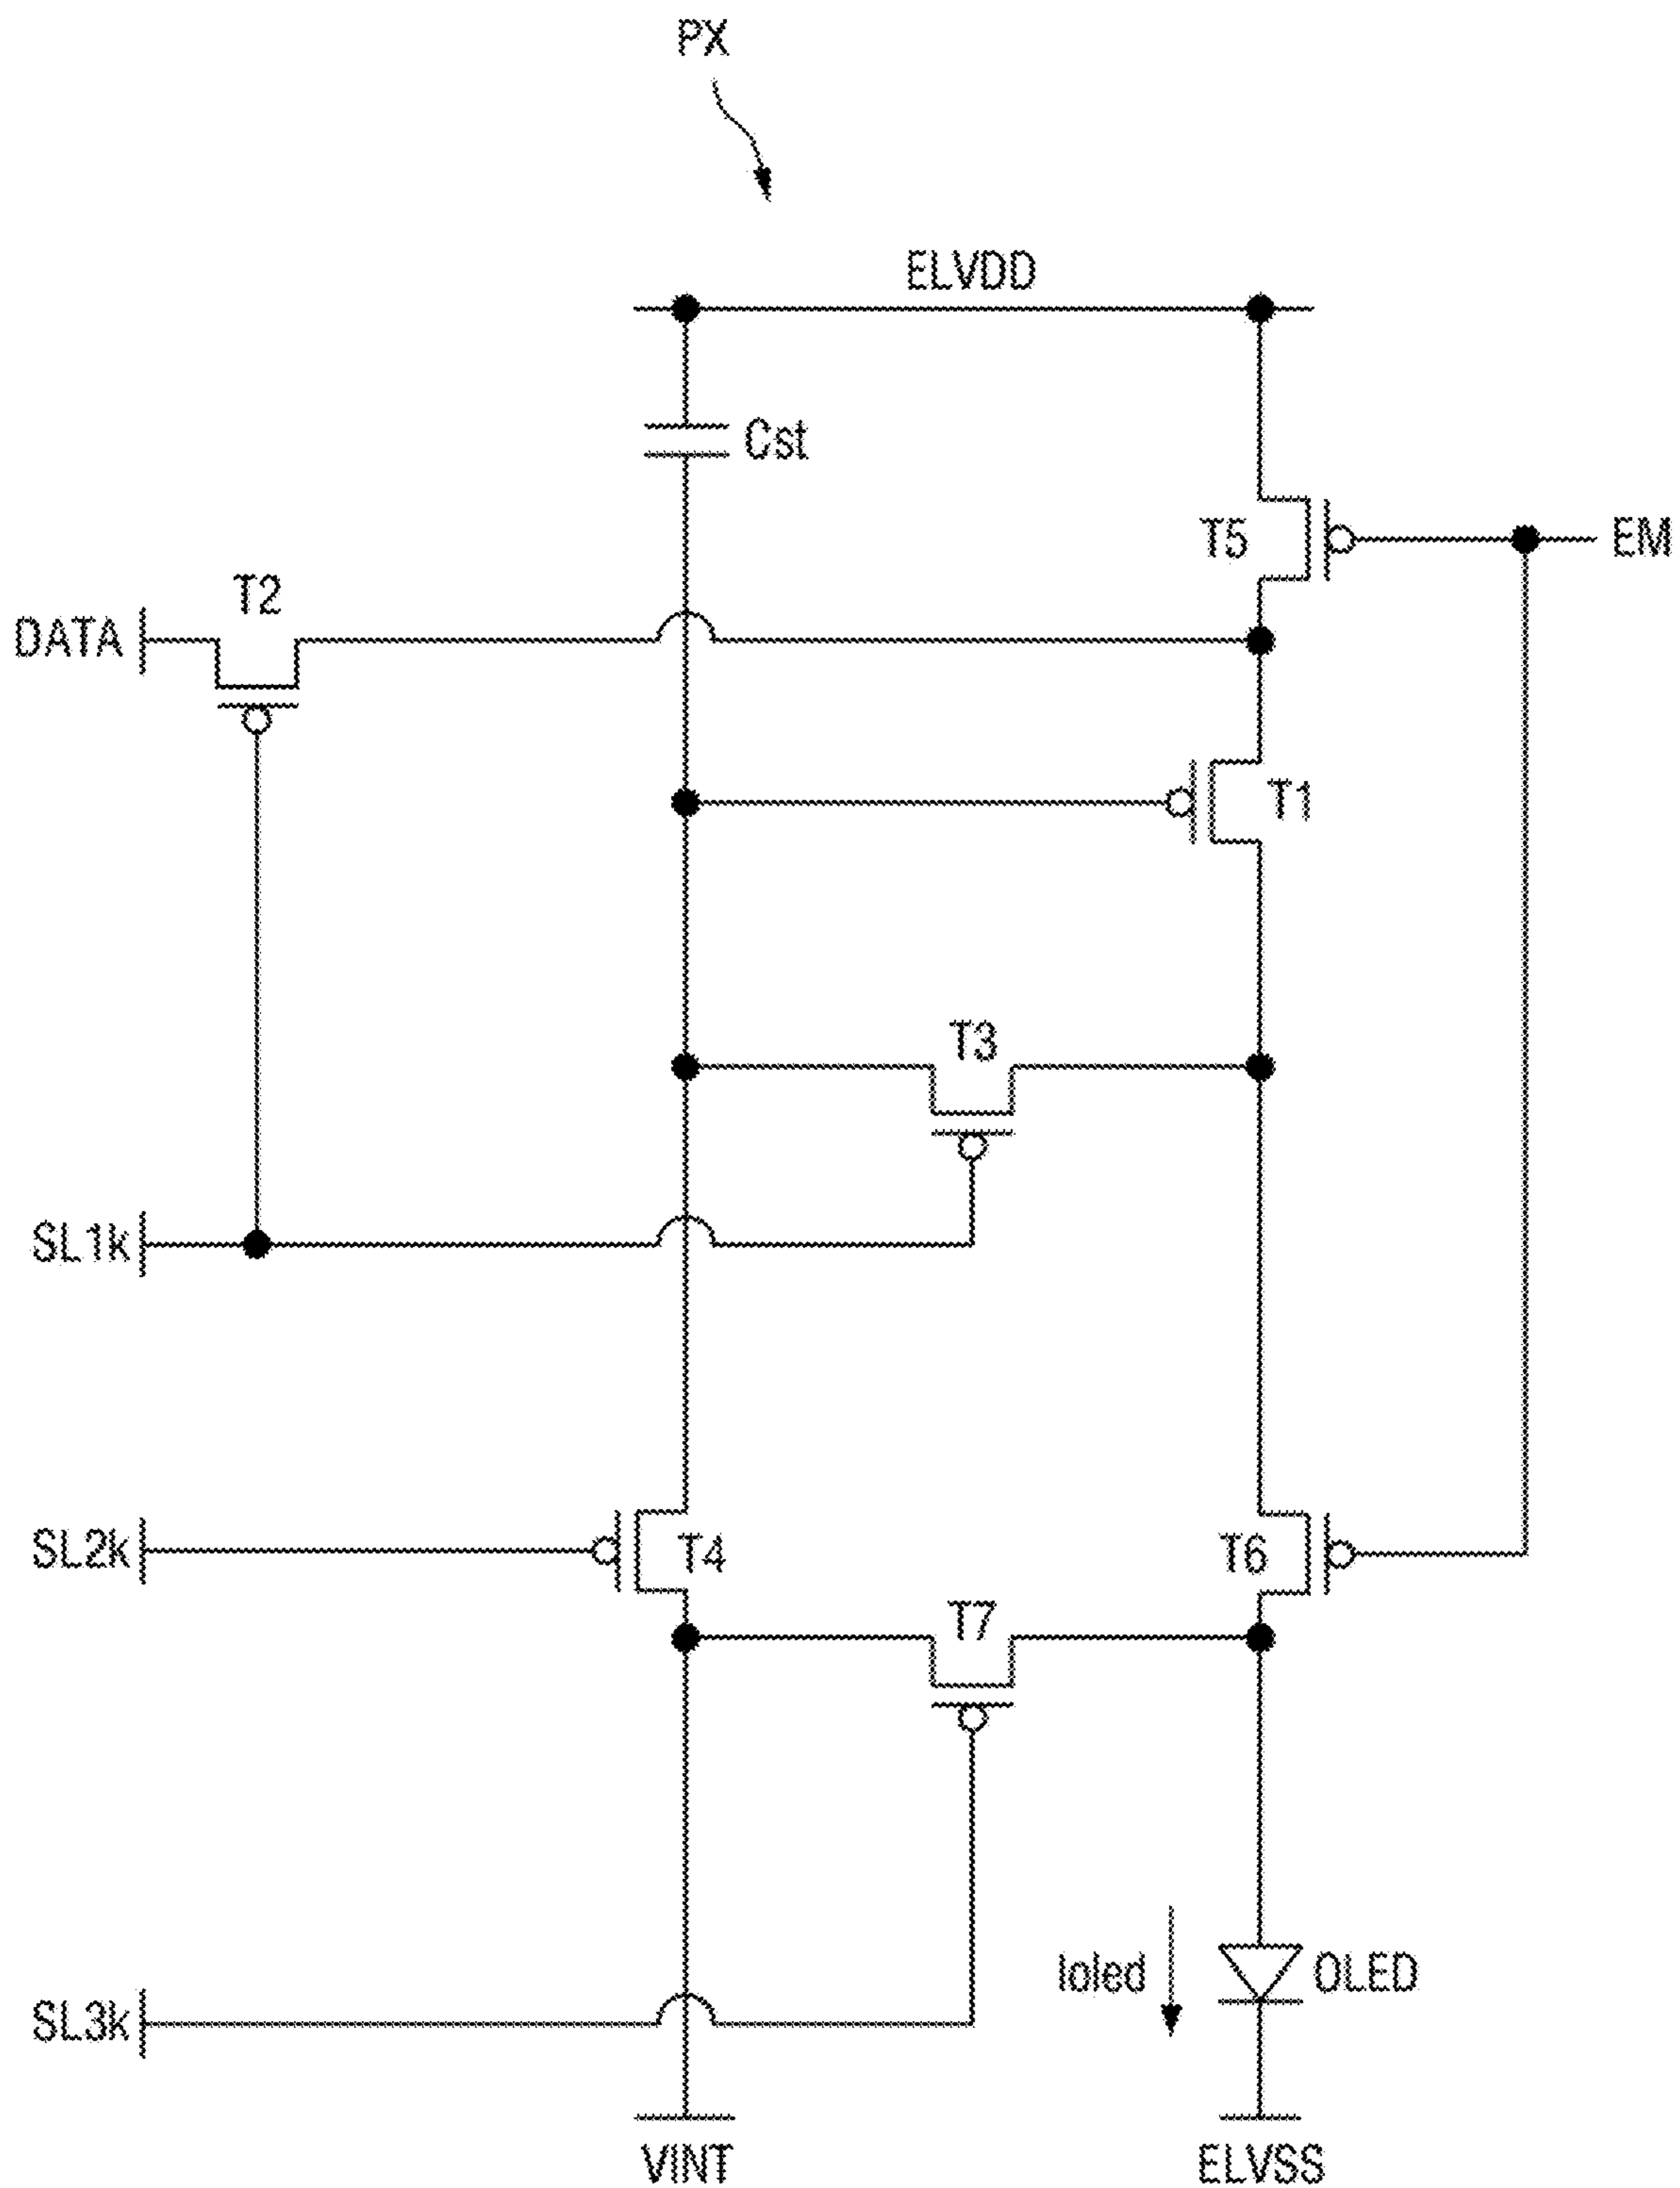 PX
ELVDD
Cst
T5
EM
T2
DATA
T1
T3
SL1k
SL2k
T4
T6
T7
Ioled
OLED
SL3k
VINT
ELVSS